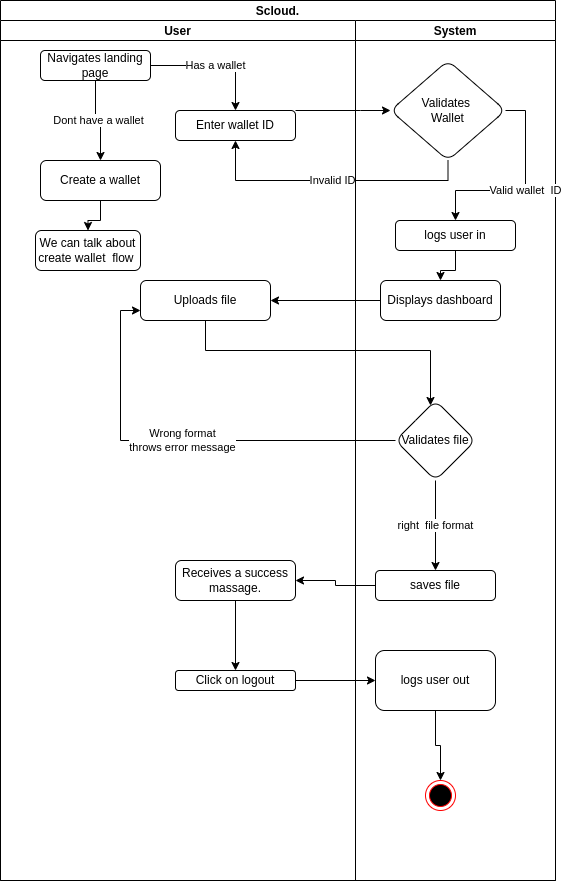 Scloud.
User
System
Navigates landing
page
Has a wallet
Validates
Wallet
Dont have a wallet
Enter wallet ID
Create a wallet
Invalid ID
Valid wallet  ID
We can talk about
create wallet  flow
logs user in
Uploads file
Displays dashboard
Wrong format
throws error message
Validates file
right  file format
Receives a success
massage.
saves file
Click on logout
logs user out